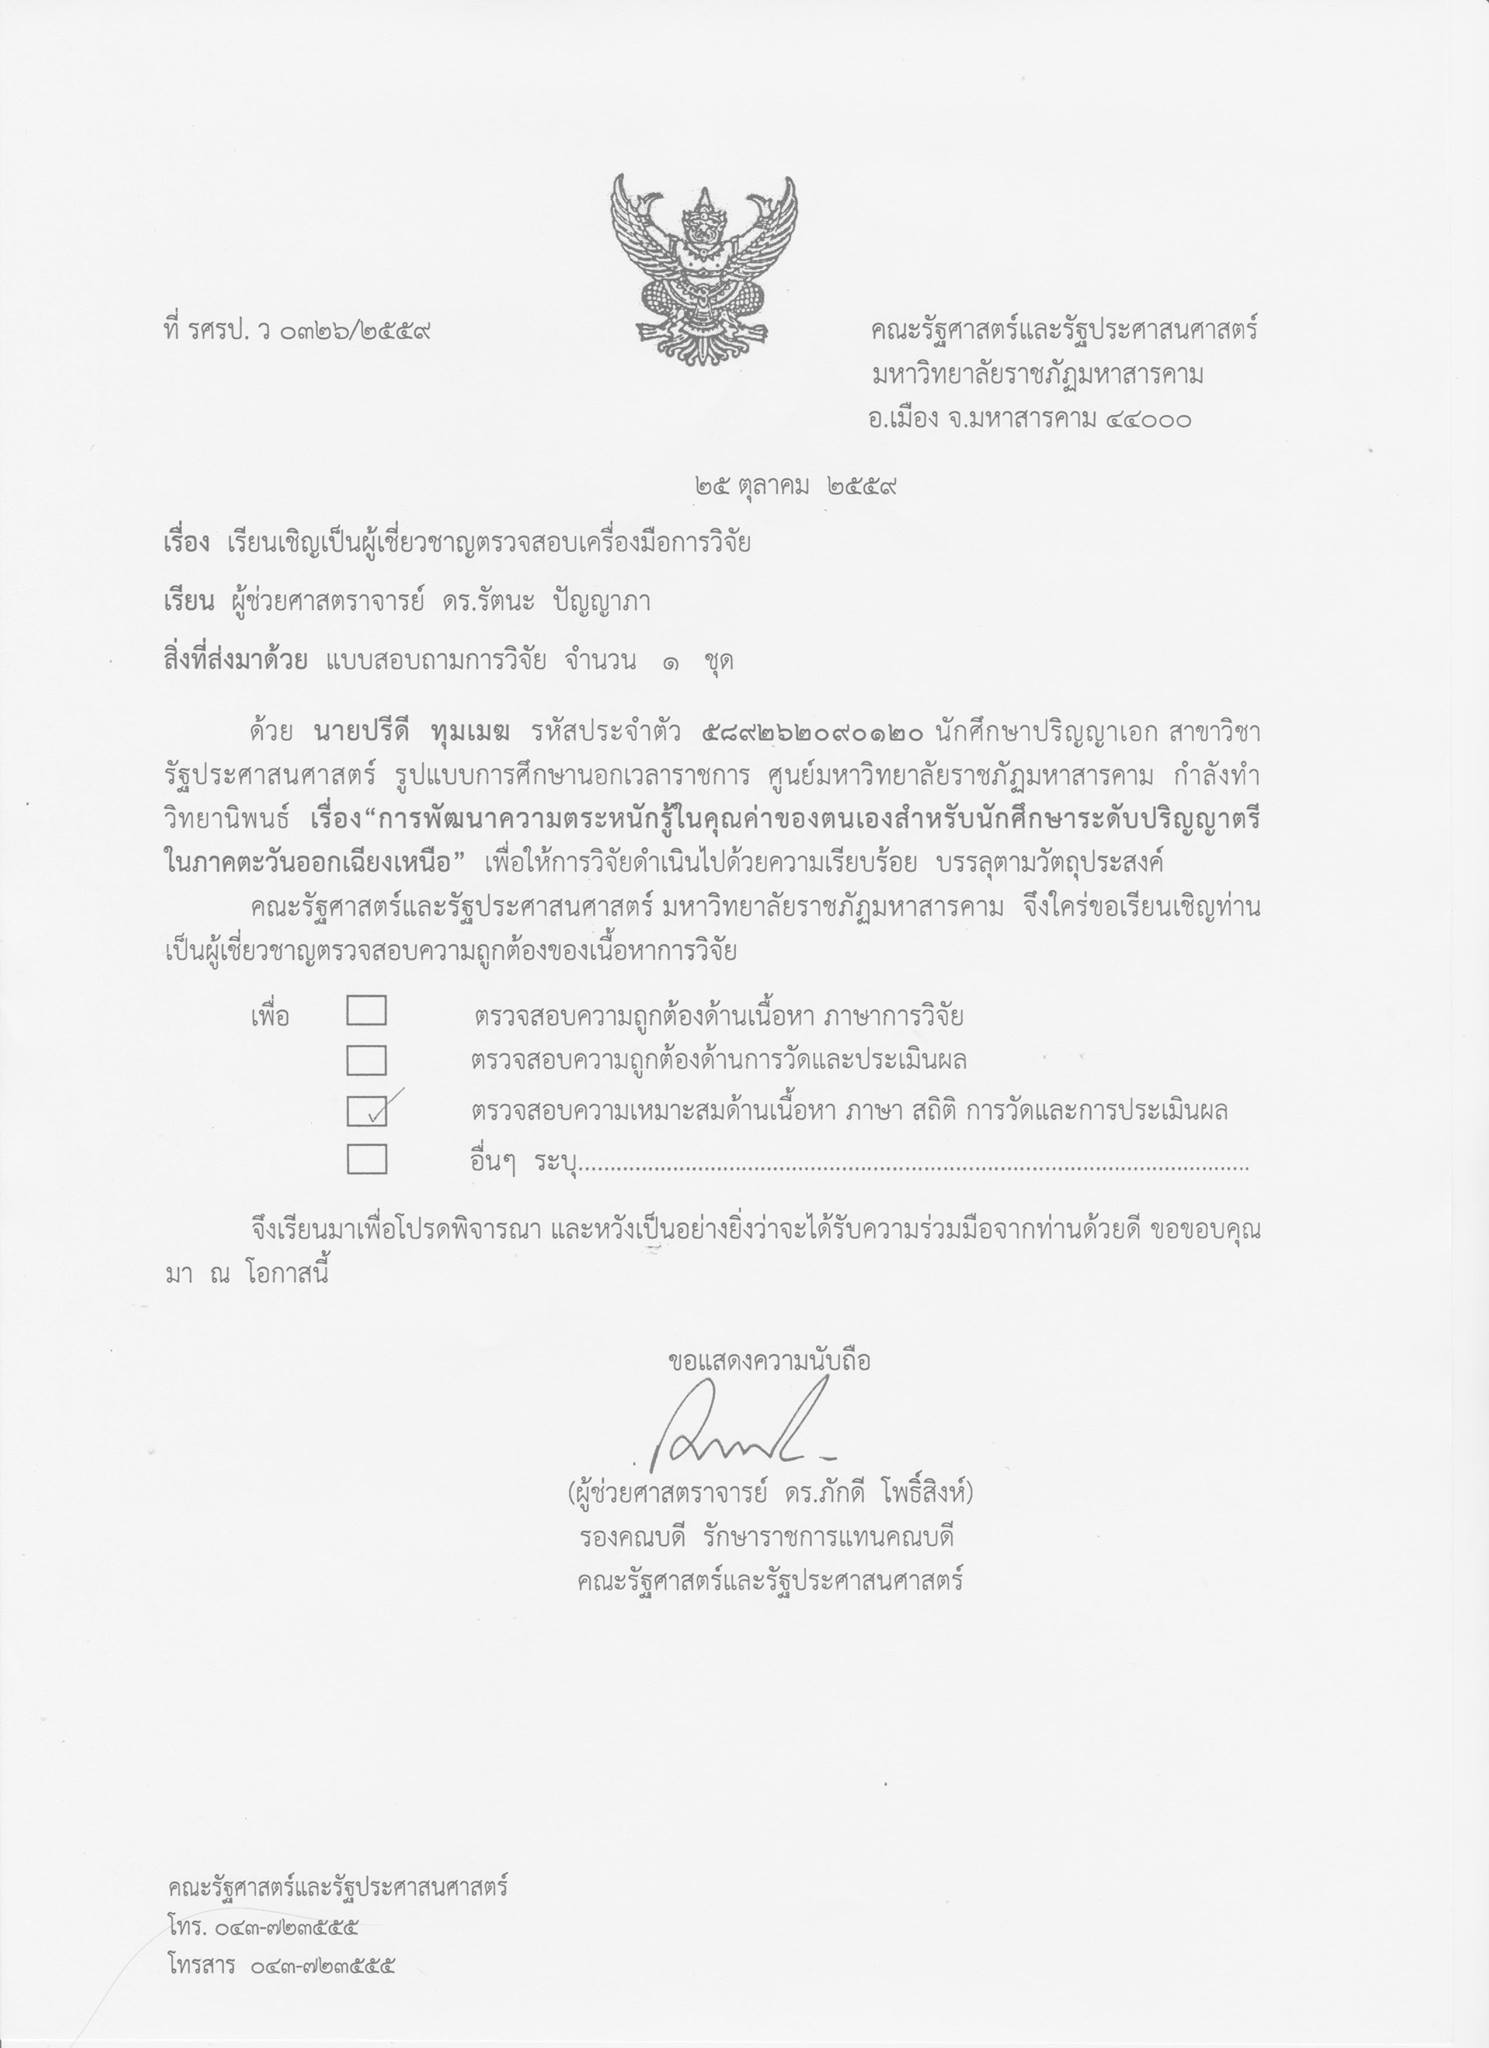 ที่ รศรป. ว ๐๓๒๖/๒๕๕๙
คณะรัฐศาสตร์และรัฐประศาสนศาสตร์
มหาวิทยาลัยราชภัฏมหาสารคาม
อ.เมือง จ.มหาสารคาม ๔๔๐๐๐
๒๕ ตุลาคม ๒๕๕๙
เรื่อง เรียนเชิญเป็นผู้เชี่ยวชาญตรวจสอบเครื่องมือการวิจัย
เรียน ผู้ช่วยศาสตราจารย์ ดร.รัตนะ ปัญญาภา
สิ่งที่ส่งมาด้วย แบบสอบถามการวิจัย จำนวน ๑ ชุด
ด้วย นายปรีดี ทุมเมฆ รหัสประจำตัว ๕๘๙๒๖๒๐๙๐๑๒๐ นักศึกษาปริญญาเอก สาขาวิชา
รัฐประศาสนศาสตร์ รูปแบบการศึกษานอกเวลาราชการ ศูนย์มหาวิทยาลัยราชภัฏมหาสารคาม กำลังทำ
วิทยานิพนธ์ เรื่อง“การพัฒนาความตระหนักรู้ในคุณค่าของตนเองสำหรับนักศึกษาระดับปริญญาตรี
ในภาคตะวันออกเฉียงเหนือ” เพื่อให้การวิจัยดำเนินไปด้วยความเรียบร้อย บรรลุตามวัตถุประสงค์
คณะรัฐศาสตร์และรัฐประศาสนศาสตร์ มหาวิทยาลัยราชภัฏมหาสารคาม จึงใคร่ขอเรียนเชิญท่าน
เป็นผู้เชี่ยวชาญตรวจสอบความถูกต้องของเนื้อหาการวิจัย
เพื่อ ตรวจสอบความถูกต้องด้านเนื้อหา ภาษาการวิจัย
ตรวจสอบความถูกต้องด้านการวัดและประเมินผล
ตรวจสอบความเหมาะสมด้านเนื้อหา ภาษา สถิติ การวัดและการประเมินผล
อื่นๆ ระบุ............................................................................................................
จึงเรียนมาเพื่อโปรดพิจารณา และหวังเป็นอย่างยิ่งว่าจะได้รับความร่วมมือจากท่านด้วยดี ขอขอบคุณ
มา ณ โอกาสนี้
ขอแสดงความนับถือ
(ผู้ช่วยศาสตราจารย์ ดร.ภักดี โพธิ์สิงห์)
รองคณบดี รักษาราชการแทนคณบดี
คณะรัฐศาสตร์และรัฐประศาสนศาสตร์
คณะรัฐศาสตร์และรัฐประศาสนศาสตร์
โทร. ๐๔๓-๗๒๓๕๕๕
โทรสาร ๐๔๓-๗๒๓๕๕๕